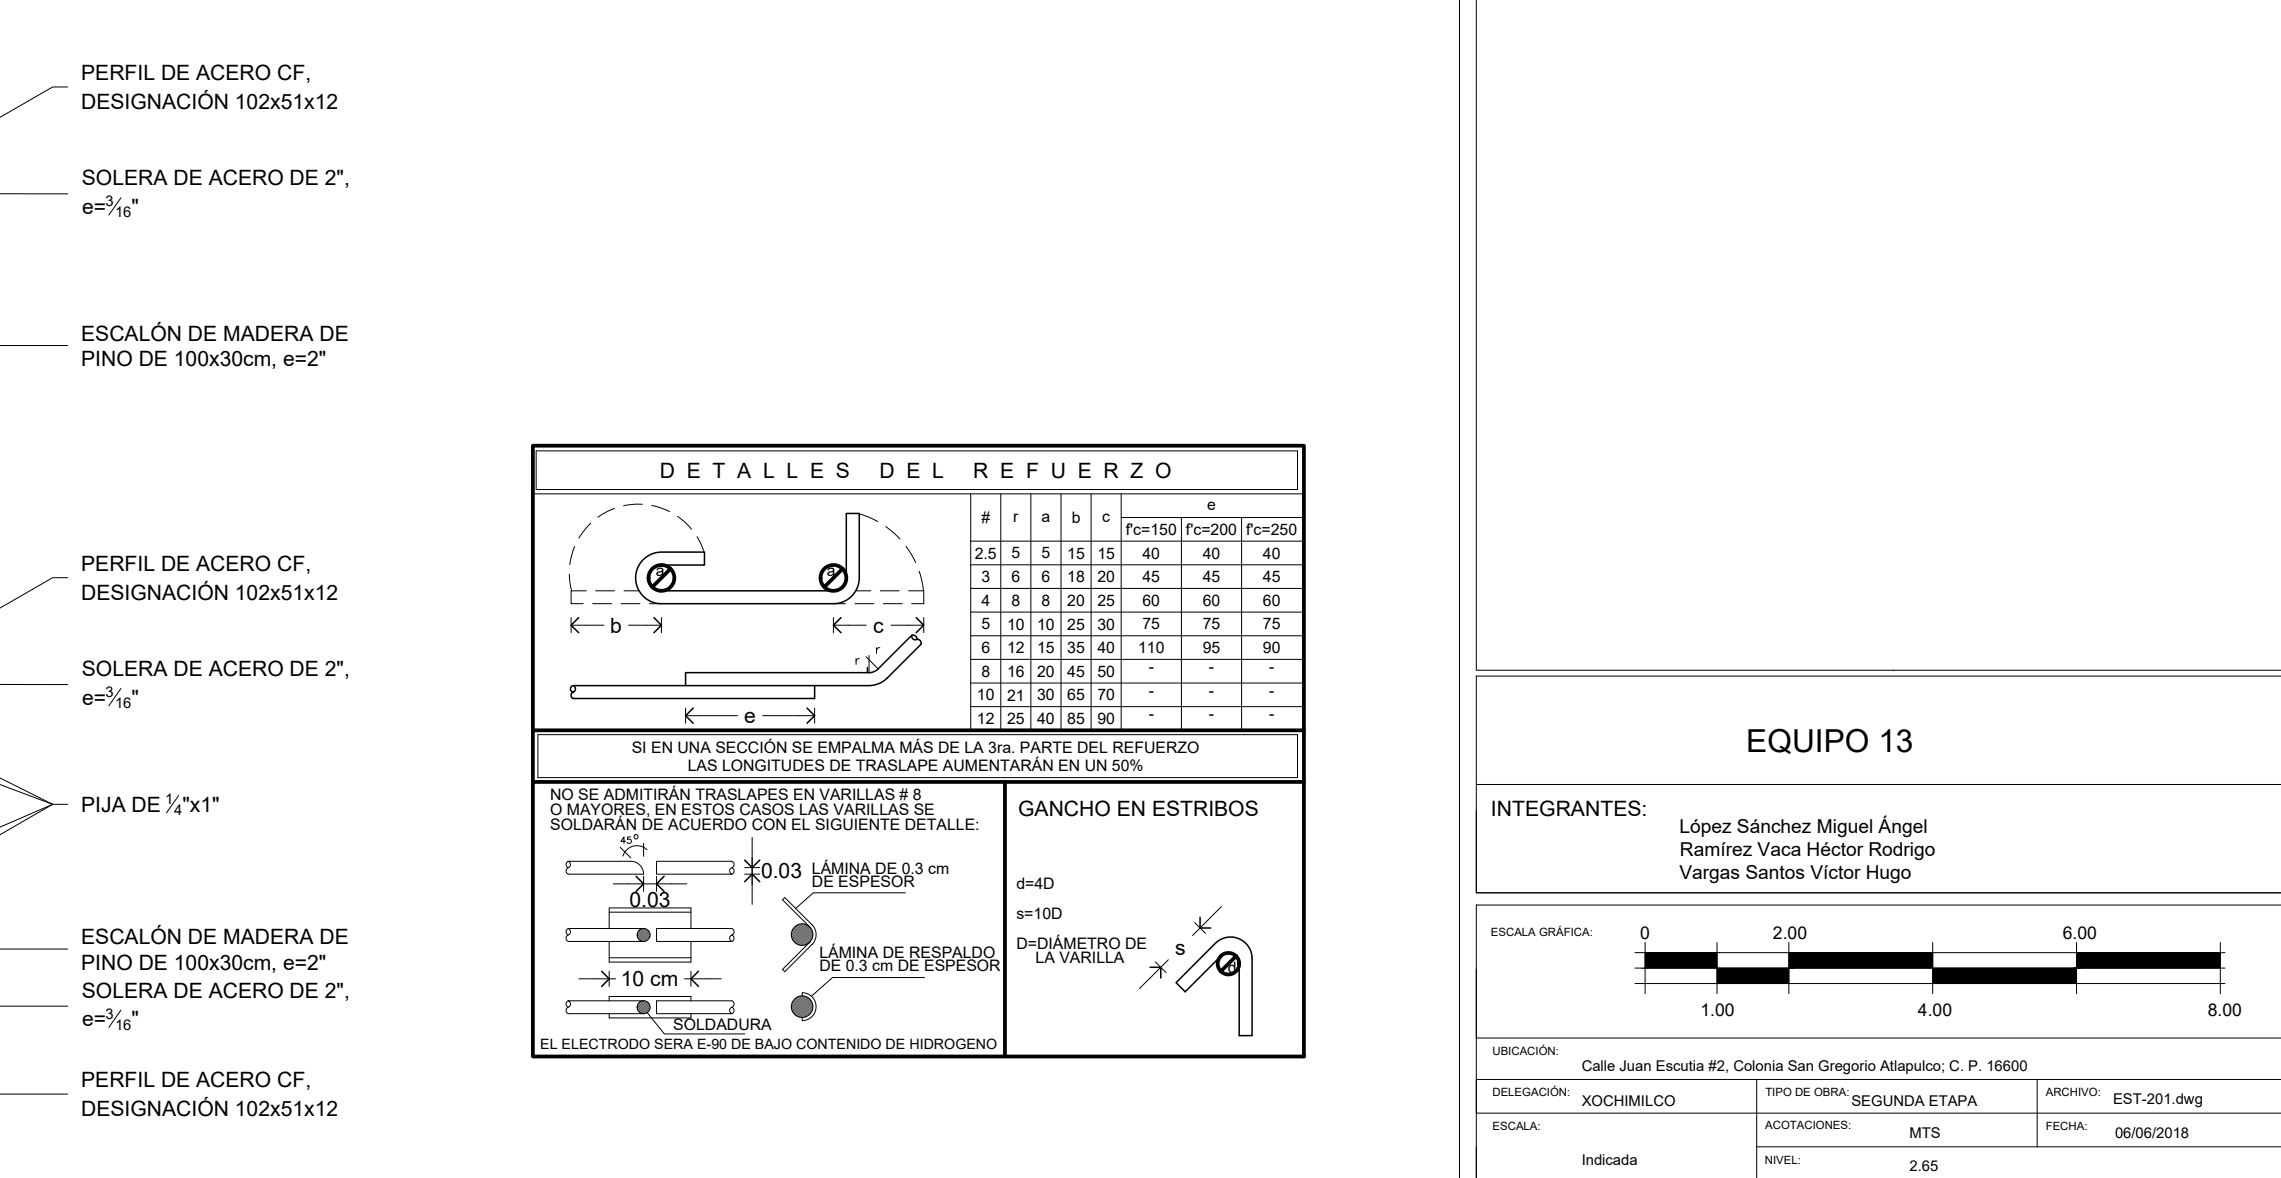 PERFIL DE ACERO CF,
DESIGNACIÓN 102x51x12
SOLERA DE ACERO DE 2",
e=3⁄16"
ESCALÓN DE MADERA DE
PINO DE 100x30cm, e=2"
PERFIL DE ACERO CF,
DESIGNACIÓN 102x51x12
SOLERA DE ACERO DE 2",
e=3⁄16"
PIJA DE 1⁄4"x1"
ESCALÓN DE MADERA DE
PINO DE 100x30cm, e=2"
SOLERA DE ACERO DE 2",
e=3⁄16"
PERFIL DE ACERO CF,
DESIGNACIÓN 102x51x12
DETALLES DEL REFUERZO
a a
b c
r r
e
# r a b c e
f'c=150 f'c=200 f'c=250
2.5 5 5 15 15 40 40 40
3 6 6 18 20 45 45 45
4 8 8 20 25 60 60 60
5 10 10 25 30 75 75 75
6 12 15 35 40 110 95 90
8 16 20 45 50 - - -
10 21 30 65 70 - - -
12 25 40 85 90 - - -
SI EN UNA SECCIÓN SE EMPALMA MÁS DE LA 3ra. PARTE DEL REFUERZO
LAS LONGITUDES DE TRASLAPE AUMENTARÁN EN UN 50%
NO SE ADMITIRÁN TRASLAPES EN VARILLAS # 8
O MAYORES, EN ESTOS CASOS LAS VARILLAS SE
SOLDARÁN DE ACUERDO CON EL SIGUIENTE DETALLE:
45°
0.03
LÁMINA DE 0.3 cm
DE ESPESOR
0.03
LÁMINA DE RESPALDO
DE 0.3 cm DE ESPESOR
10 cm
SOLDADURA
EL ELECTRODO SERA E-90 DE BAJO CONTENIDO DE HIDROGENO
GANCHO EN ESTRIBOS
d=4D
s=10D
D=DIÁMETRO DE
LA VARILLA
s
d
EQUIPO 13
INTEGRANTES:
López Sánchez Miguel Ángel
Ramírez Vaca Héctor Rodrigo
Vargas Santos Víctor Hugo
ESCALA GRÁFICA:
0 2.00 6.00
1.00 4.00 8.00
UBICACIÓN:
Calle Juan Escutia #2, Colonia San Gregorio Atlapulco; C. P. 16600
DELEGACIÓN: XOCHIMILCO
TIPO DE OBRA: SEGUNDA ETAPA
ARCHIVO: EST-201.dwg
ESCALA:
Indicada
ACOTACIONES: MTS
FECHA: 06/06/2018
NIVEL: 2.65